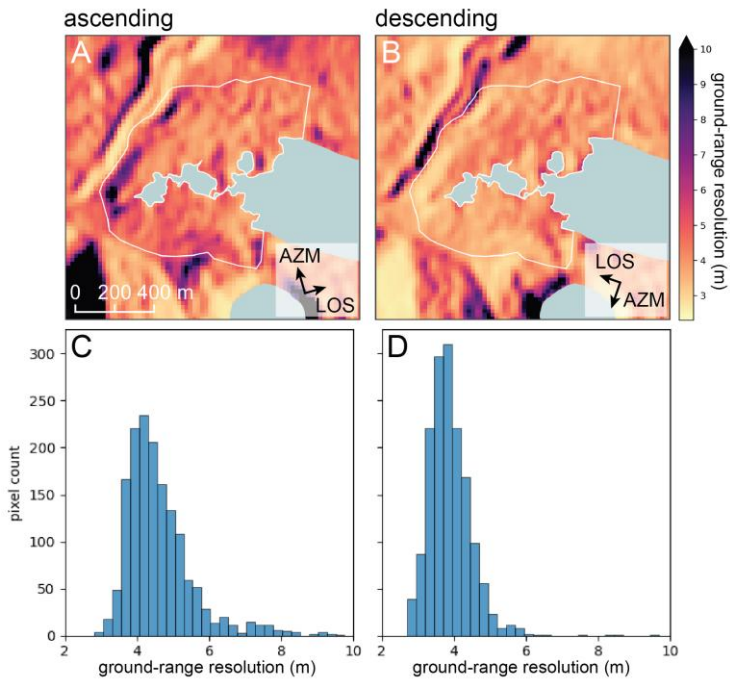 ascending descending
A B
AZM
LOS
0 200 400 m
LOS
AZM
10
9
8
7
6
5
4
3
ground-range resolution (m)
C D
300
250
200
150
100
50
0
pixel count
2 4 6 8 10
2 4 6 8 10
ground-range resolution (m) ground-range resolution (m)